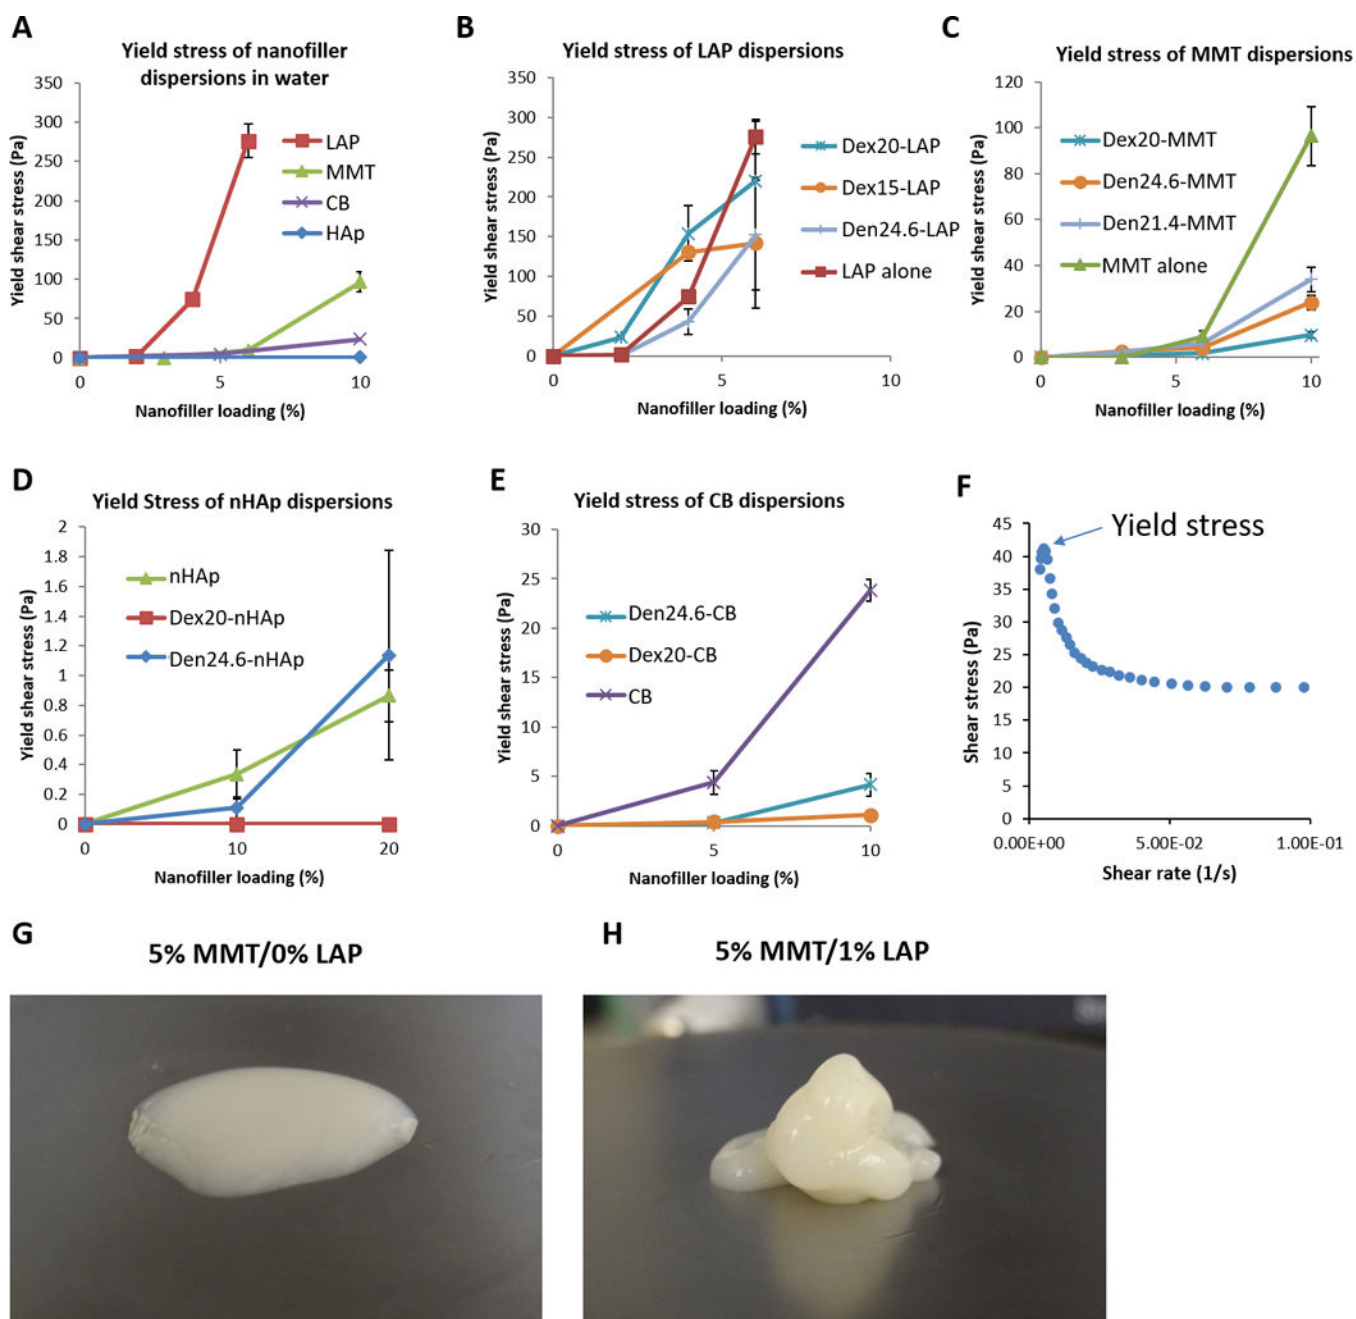 A
Yield stress of nanofiller
dispersions in water
Yield shear stress (Pa)
350
300
250
200
150
100
50
0
LAP
MMT
CB
HAp
0
5
10
Nanofiller loading (%)
B
Yield stress of LAP dispersions
Yield shear stress (Pa)
350
300
250
200
150
100
50
0
Dex20-LAP
Dex15-LAP
Den24.6-LAP
LAP alone
0
5
10
Nanofiller loading (%)
C
Yield stress of MMT dispersions
Yield shear stress (Pa)
120
100
80
60
40
20
0
Dex20-MMT
Den24.6-MMT
Den21.4-MMT
MMT alone
0
5
10
Nanofiller loading (%)
D
Yield Stress of nHAp dispersions
Yield shear stress (Pa)
2
1.8
1.6
1.4
1.2
1
0.8
0.6
0.4
0.2
0
nHAp
Dex20-nHAp
Den24.6-nHAp
0
10
20
Nanofiller loading (%)
E
Yield stress of CB dispersions
Yield shear stress (Pa)
30
25
20
15
10
5
0
Den24.6-CB
Dex20-CB
CB
0
5
10
Nanofiller loading (%)
F
Yield stress
Shear stress (Pa)
45
40
35
30
25
20
15
10
5
0
0.00E+00
5.00E-02
1.00E-01
Shear rate (1/s)
G
5% MMT/0% LAP
H
5% MMT/1% LAP